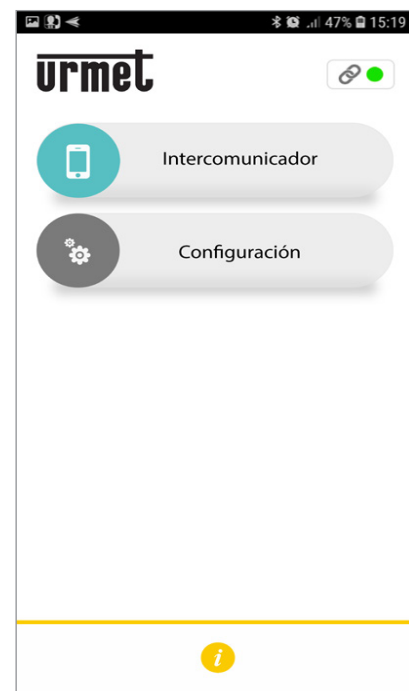 47% 15:19
urmet
Intercomunicador
Configuración
i